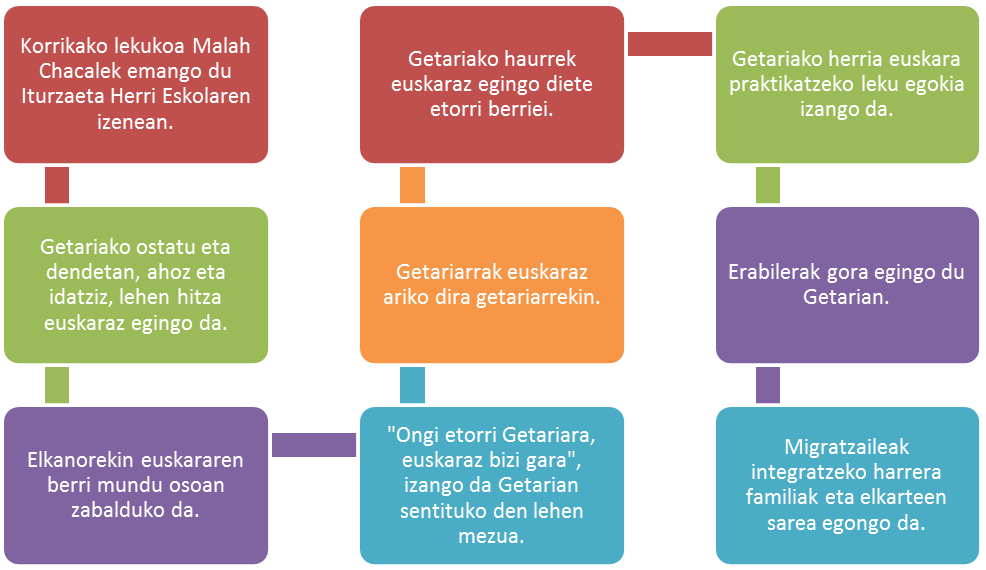 Korrikako lekukoa Malah
Chacalek emango du
Iturzaeta Herri Eskolaren
izenean.
Getariako ostatu eta
dendetan, ahoz eta
idatziz, lehen hitza
euskaraz egingo da.
Elkanorekin euskararen
berri mundu osoan
zabalduko da.
"Ongi etorri Getariara,
euskaraz bizi gara",
izango da Getarian
sentituko den lehen
mezua.
Getariarrak euskaraz
ariko dira getariarrekin.
Getariako haurrek
euskaraz egingo diete
etorri berriei.
Getariako herria euskara
praktikatzeko leku egokia
izango da.
Erabilerak gora egingo du
Getarian.
Migratzaileak
integratzeko harrera
familiak eta elkarteen
sarea egongo da.